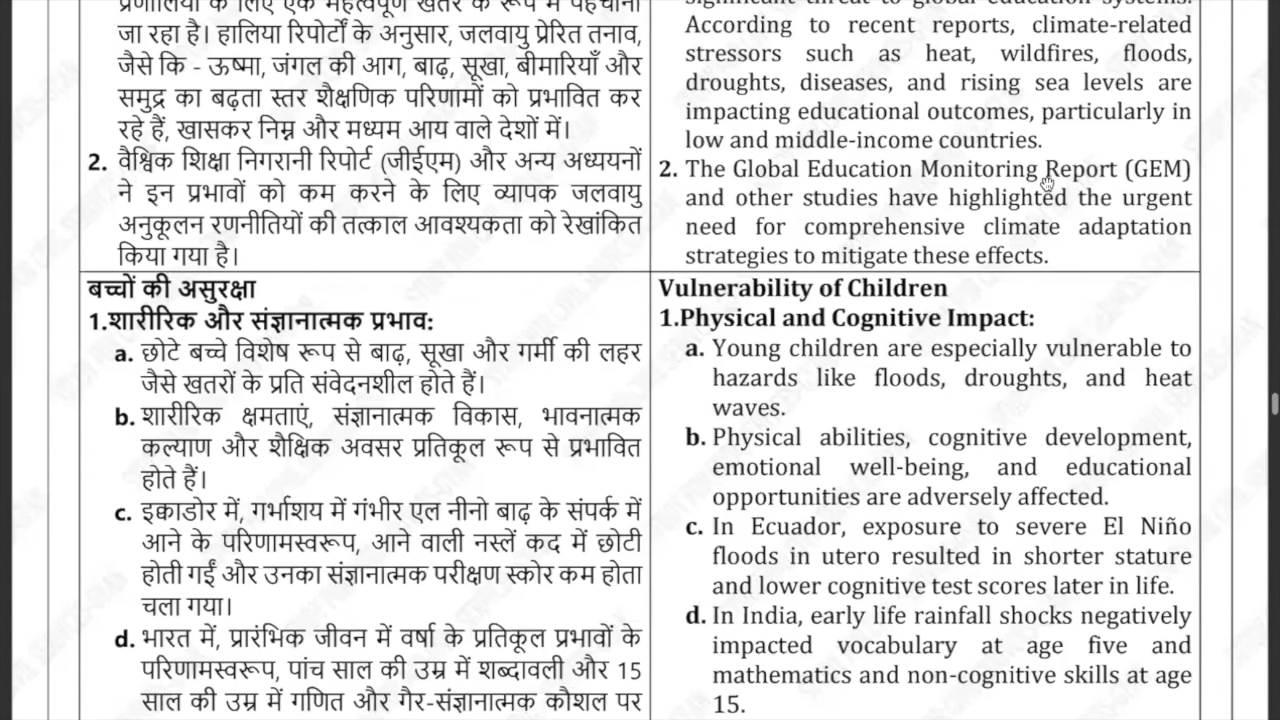 प्रणालियों के लिए एक महत्वपूर्ण खतरे के रूप में पहचाना
जा रहा है। हालिया रिपोर्टों के अनुसार, जलवायु प्रेरित तनाव,
जैसे कि - ऊष्मा, जंगल की आग, बाढ़, सूखा, बीमारियाँ और
समुद्र का बढ़ता स्तर शैक्षणिक परिणामों को प्रभावित कर
रहे हैं, खासकर निम्न और मध्यम आय वाले देशों में।
2. वैश्विक शिक्षा निगरानी रिपोर्ट (जीईएम) और अन्य अध्ययनों
ने इन प्रभावों को कम करने के लिए व्यापक जलवायु
अनुकूलन रणनीतियों की तत्काल आवश्यकता को रेखांकित
किया गया है।
significant threat to global education systems.
According to recent reports, climate-related
stressors such as heat, wildfires, floods,
droughts, diseases, and rising sea levels are
impacting educational outcomes, particularly in
low and middle-income countries.
2. The Global Education Monitoring Report (GEM)
and other studies have highlighted the urgent
need for comprehensive climate adaptation
strategies to mitigate these effects.
बच्चों की असुरक्षा
1.शारीरिक और संज्ञानात्मक प्रभाव:
a. छोटे बच्चे विशेष रूप से बाढ़, सूखा और गर्मी की लहर
जैसे खतरों के प्रति संवेदनशील होते हैं।
b. शारीरिक क्षमताएं, संज्ञानात्मक विकास, भावनात्मक
कल्याण और शैक्षिक अवसर प्रतिकूल रूप से प्रभावित
होते हैं।
c. इक्वाडोर में, गर्भाशय में गंभीर एल नीनो बाढ़ के संपर्क में
आने के परिणामस्वरूप, आने वाली नस्लें कद में छोटी
होती गईं और उनका संज्ञानात्मक परीक्षण स्कोर कम होता
चला गया।
d. भारत में, प्रारंभिक जीवन में वर्षा के प्रतिकूल प्रभावों के
परिणामस्वरूप, पांच साल की उम्र में शब्दावली और 15
साल की उम्र में गणित और गैर-संज्ञानात्मक कौशल पर
Vulnerability of Children
1.Physical and Cognitive Impact:
a. Young children are especially vulnerable to
hazards like floods, droughts, and heat
waves.
b. Physical abilities, cognitive development,
emotional well-being, and educational
opportunities are adversely affected.
c. In Ecuador, exposure to severe El Niño
floods in utero resulted in shorter stature
and lower cognitive test scores later in life.
d. In India, early life rainfall shocks negatively
impacted vocabulary at age five and
mathematics and non-cognitive skills at age
15.